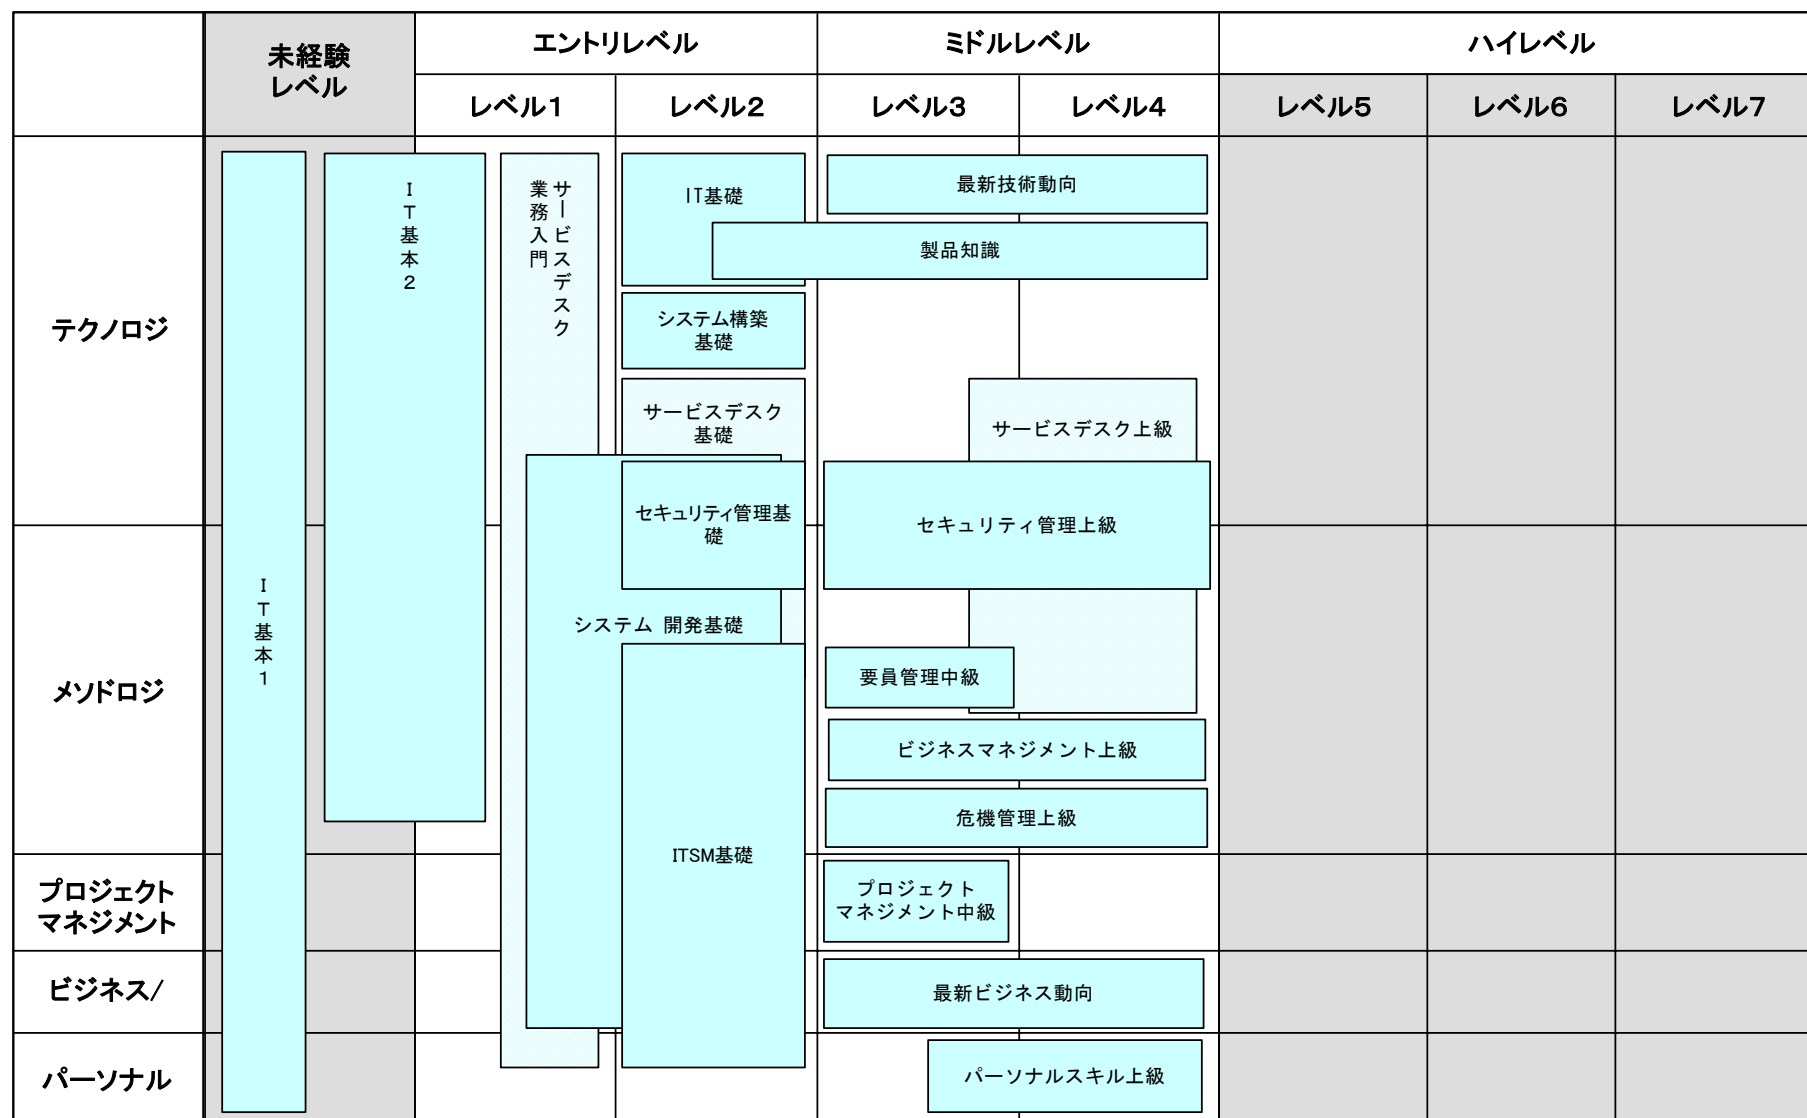 未経験
レベル
エントリレベル
ミドルレベル
ハイレベル
レベル1
レベル2
レベル3
レベル4
レベル5
レベル6
レベル7
テクノロジ
メソドロジ
プロジェクト
マネジメント
ビジネス/
パーソナル
IT基本1
IT基本2
サービスデスク
業務入門
IT基礎
製品知識
最新技術動向
システム構築
基礎
サービスデスク
基礎
サービスデスク上級
セキュリティ管理基
礎
セキュリティ管理上級
システム 開発基礎
要員管理中級
ビジネスマネジメント上級
危機管理上級
ITSM基礎
プロジェクト
マネジメント中級
最新ビジネス動向
パーソナルスキル上級